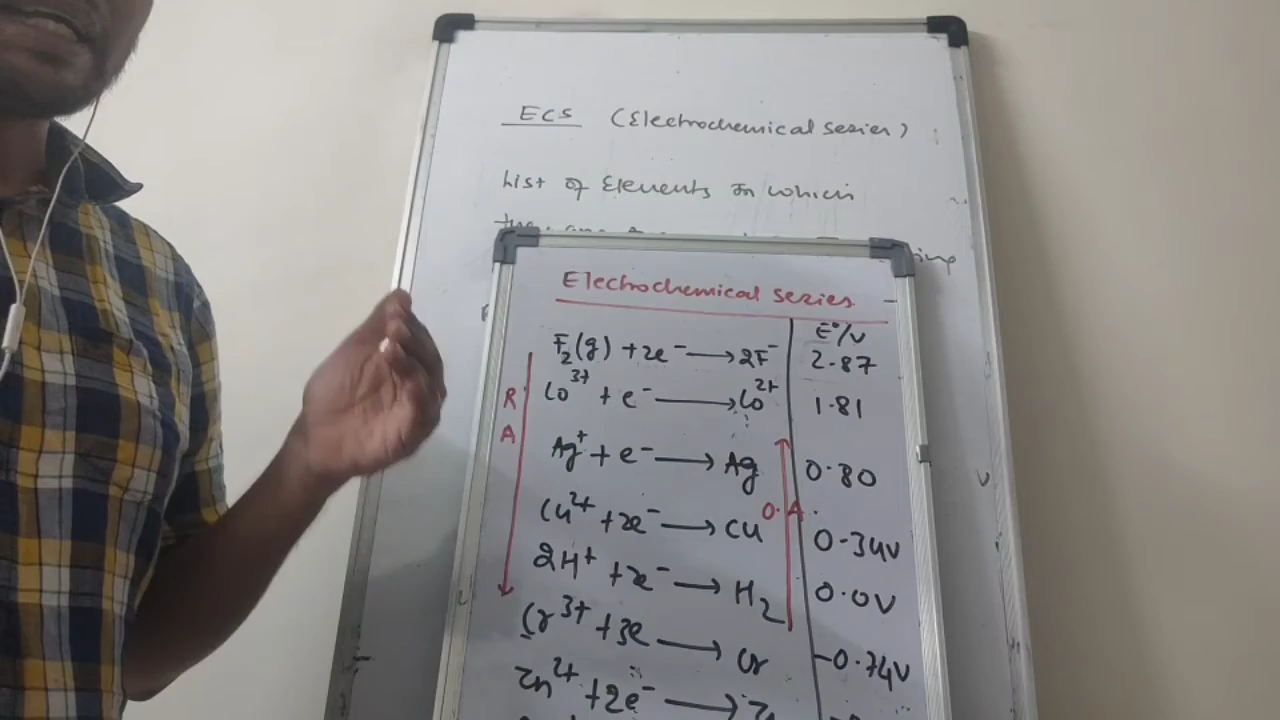 ECS (Electrochemical series)
List of Elements in which
Electrochemical series
E°/V
F₂(g) + 2e⁻ → 2F⁻ 2.87
Co³⁺ + e⁻ → Co²⁺ 1.81
R
A
Ag⁺ + e⁻ → Ag 0.80
O.A.
Cu²⁺ + 2e⁻ → Cu 0.34V
2H⁺ + 2e⁻ → H₂ 0.0V
Cr³⁺ + 3e → Cr -0.74V
Zn²⁺ + 2e⁻ →